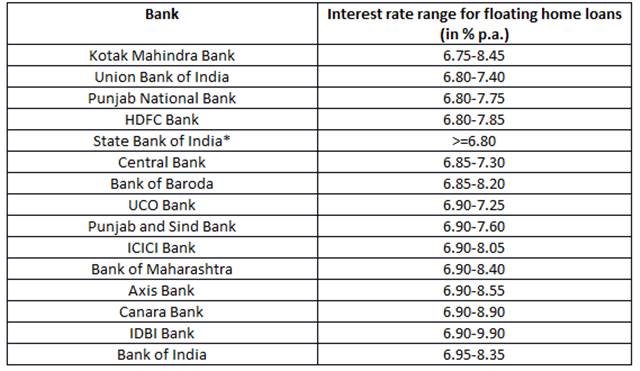 Bank Interest rate range for floating home loans
(in % p.a.)
Kotak Mahindra Bank 6.75-8.45
Union Bank of India 6.80-7.40
Punjab National Bank 6.80-7.75
HDFC Bank 6.80-7.85
State Bank of India* >=6.80
Central Bank 6.85-7.30
Bank of Baroda 6.85-8.20
UCO Bank 6.90-7.25
Punjab and Sind Bank 6.90-7.60
ICICI Bank 6.90-8.05
Bank of Maharashtra 6.90-8.40
Axis Bank 6.90-8.55
Canara Bank 6.90-8.90
IDBI Bank 6.90-9.90
Bank of India 6.95-8.35